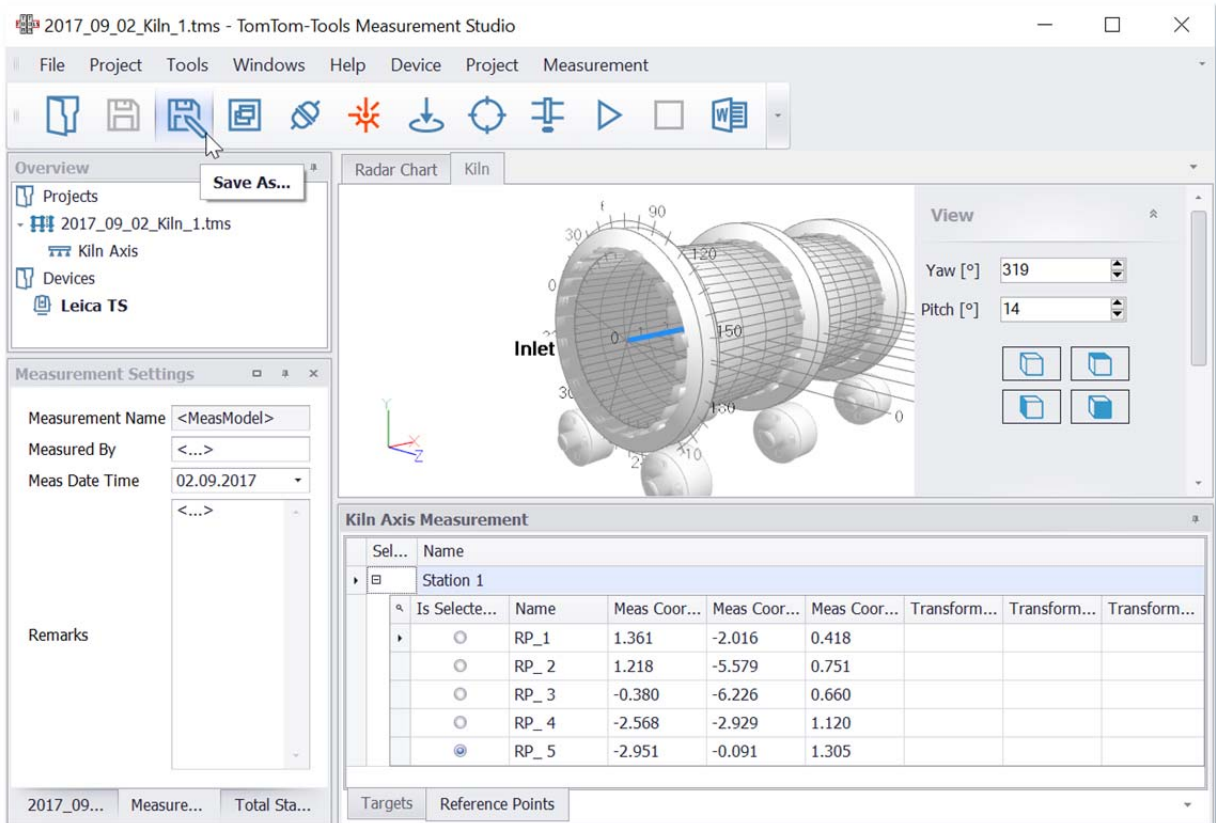 2017_09_02_Kiln_1.tms - TomTom-Tools Measurement Studio
File Project Tools Windows Help Device Project Measurement
W
Overview
Save As...
Projects
2017_09_02_Kiln_1.tms
Kiln Axis
Devices
Leica TS
Measurement Settings
Measurement Name <MeasModel>
Measured By <...>
Meas Date Time 02.09.2017
Remarks <...>
2017_09... Measure... Total Sta...
Radar Chart Kiln
90
30
120
0
0
150
Inlet
30
180
0
View
Yaw [°] 319
Pitch [°] 14
Y
X
Z
Kiln Axis Measurement
Sel... Name
Station 1
Is Selecte... Name Meas Coor... Meas Coor... Meas Coor... Transform... Transform... Transform...
RP_1 1.361 -2.016 0.418
RP_ 2 1.218 -5.579 0.751
RP_ 3 -0.380 -6.226 0.660
RP_ 4 -2.568 -2.929 1.120
RP_ 5 -2.951 -0.091 1.305
Targets Reference Points